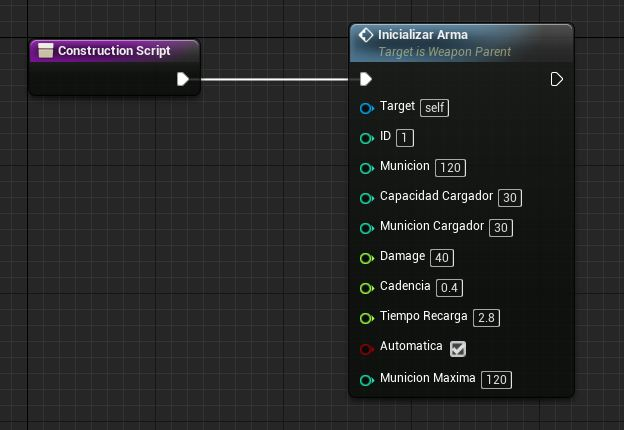 Construction Script
Inicializar Arma
Target is Weapon Parent
Target self
ID 1
Municion 120
Capacidad Cargador 30
Municion Cargador 30
Damage 40
Cadencia 0.4
Tiempo Recarga 2.8
Automatica
Municion Maxima 120